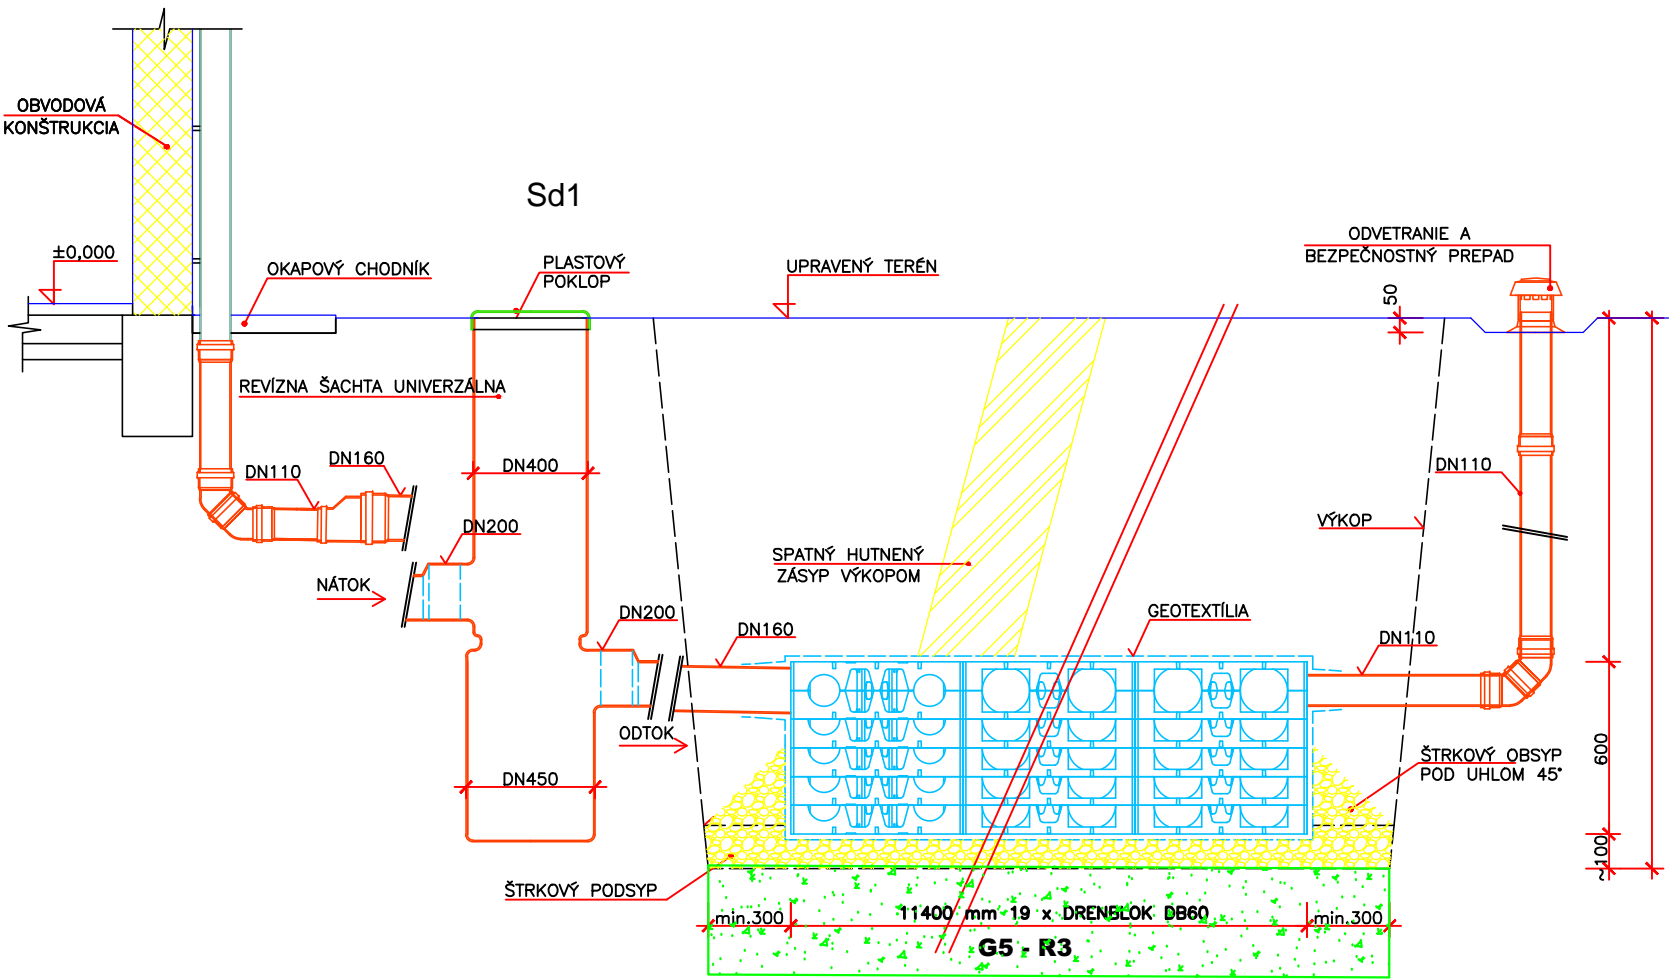 OBVODOVÁ
KONŠTRUKCIA
Sd1
±0,000
OKAPOVÝ CHODNÍK
PLASTOVÝ
POKLOP
UPRAVENÝ TERÉN
ODVETRANIE A
BEZPEČNOSTNÝ PREPAD
50
REVÍZNA ŠACHTA UNIVERZÁLNA
DN110
DN160
DN400
DN200
NÁTOK
SPATNÝ HUTNENÝ
ZÁSYP VÝKOPOM
VÝKOP
DN110
DN200
DN160
GEOTEXTÍLIA
DN110
ODTOK
DN450
ŠTRKOVÝ OBSYP
POD UHLOM 45°
600
~100
ŠTRKOVÝ PODSYP
min.300
11400 mm 19 x DRENBLOK DB60
min.300
G5 - R3